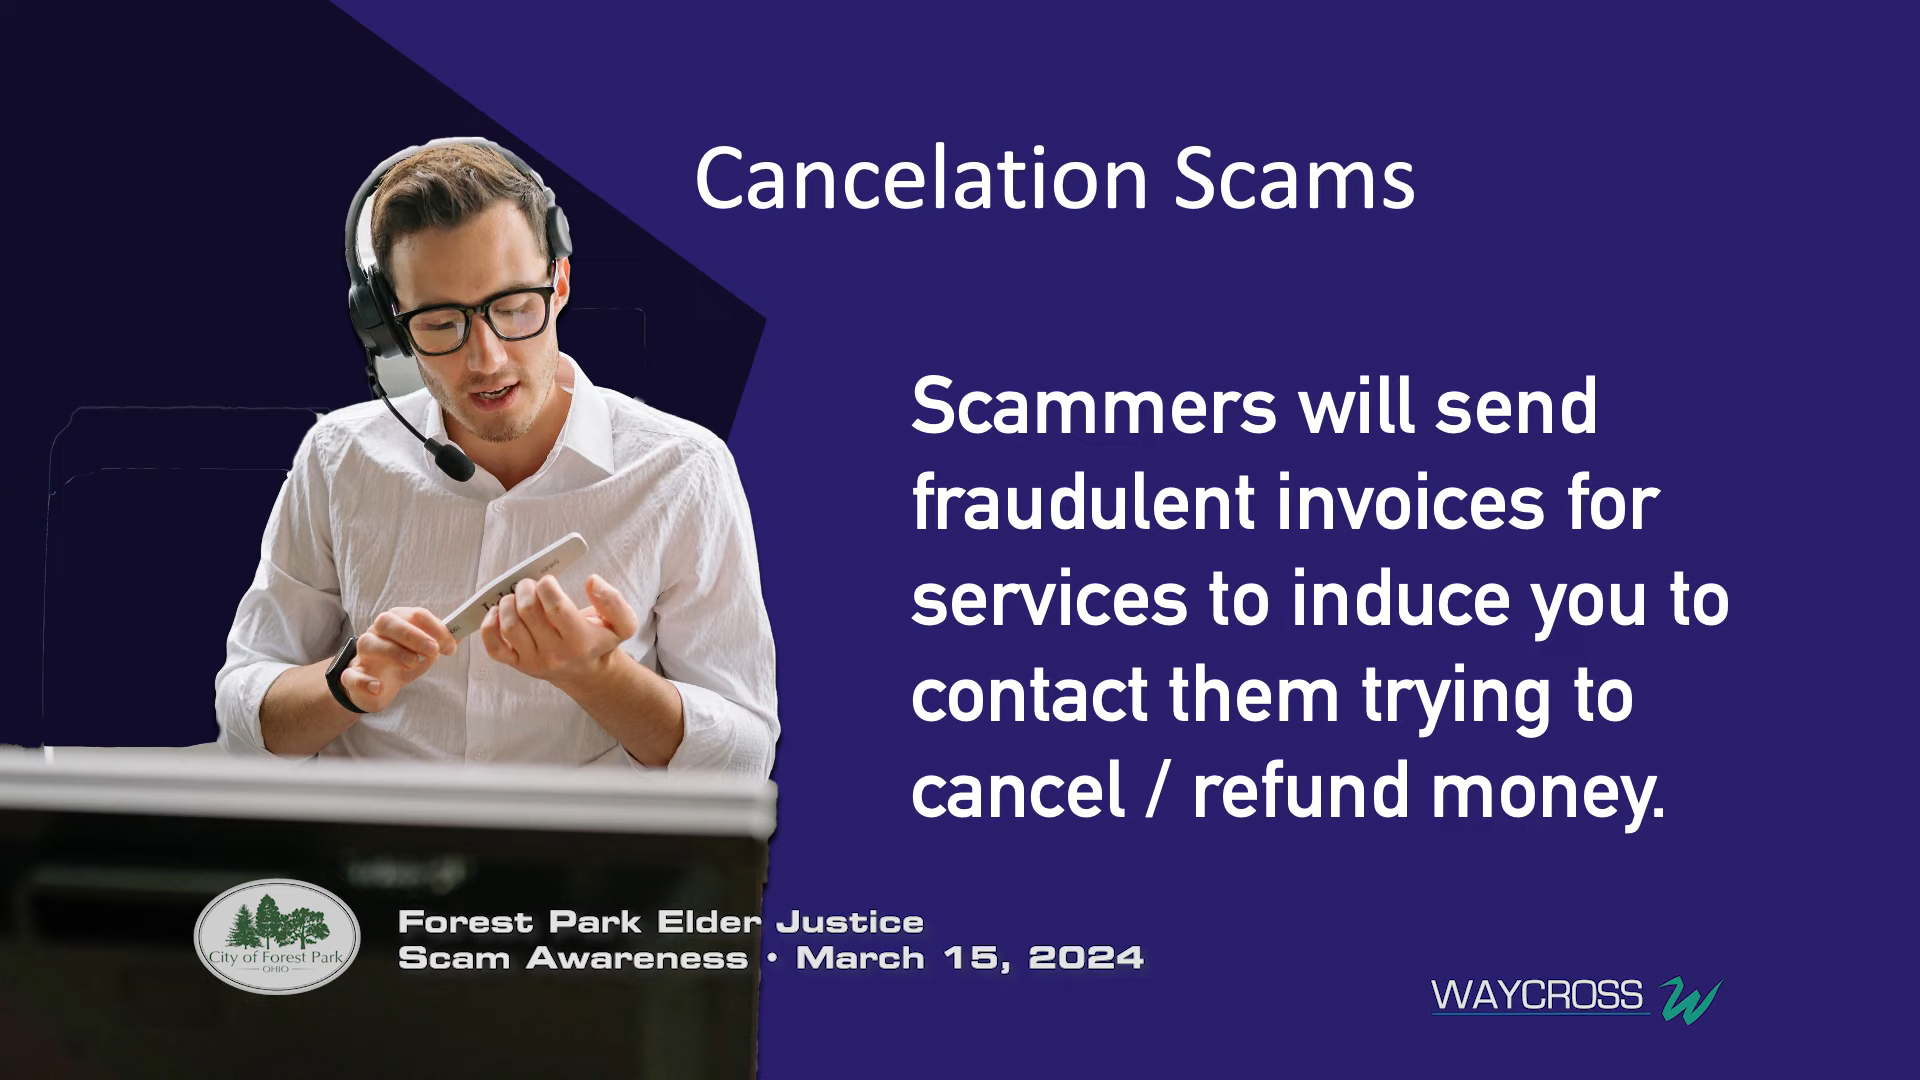 Cancelation Scams
Scammers will send
fraudulent invoices for
services to induce you to
contact them trying to
cancel / refund money.
City of Forest Park
OHIO
Forest Park Elder Justice
Scam Awareness • March 15, 2024
WAYCROSS W